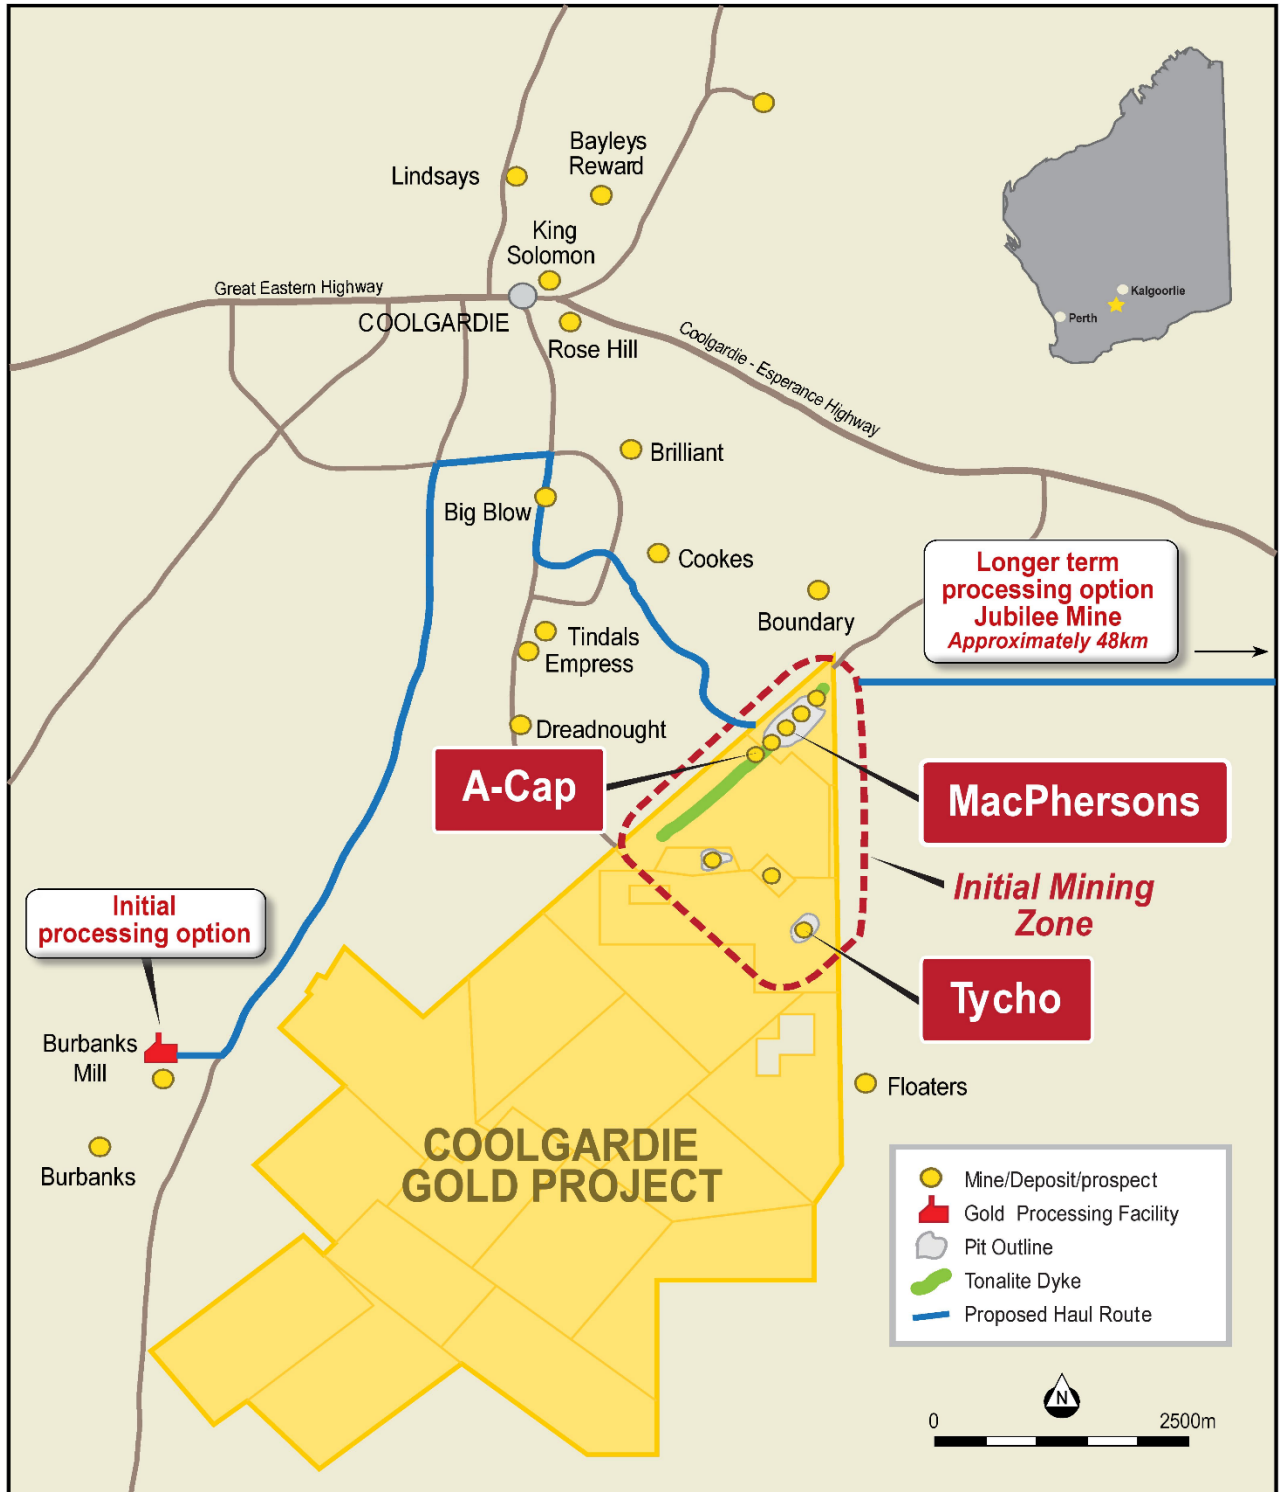 Bayleys
Reward
Lindsays
King
Solomon
Great Eastern Highway
COOLGARDIE
Rose Hill
Coolgardie - Esperance Highway
Kalgoorlie
Perth
Brilliant
Big Blow
Cookes
Boundary
Longer term
processing option
Jubilee Mine
Approximately 48km
Tindals
Empress
Dreadnought
A-Cap
MacPhersons
Initial Mining
Zone
Initial
processing option
Tycho
Burbanks
Mill
Floaters
Burbanks
COOLGARDIE
GOLD PROJECT
Mine/Deposit/prospect
Gold Processing Facility
Pit Outline
Tonalite Dyke
Proposed Haul Route
N
0 2500m